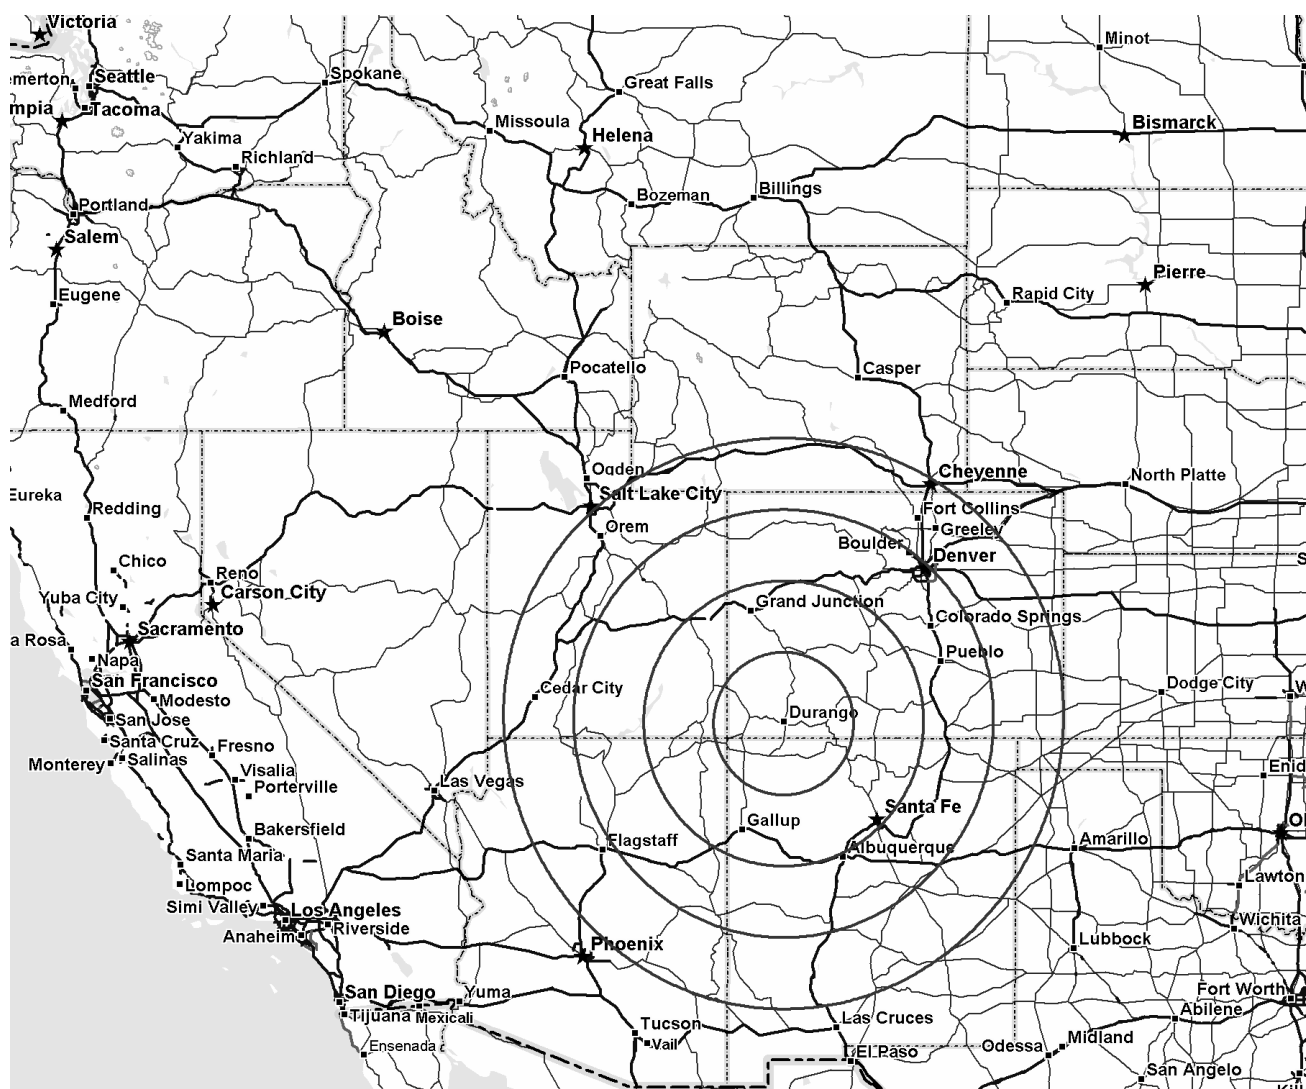 Victoria
Minot
Seattle
Spokane
emerton
Great Falls
mpia
Tacoma
Missoula
Helena
Bismarck
Yakima
Richland
Bozeman
Billings
Portland
Salem
Pierre
Eugene
Rapid City
Boise
Pocatello
Casper
Medford
Ogden
Cheyenne
North Platte
Eureka
Salt Lake City
Redding
Fort Collins
Orem
Greeley
Boulder
Denver
Chico
S
Reno
Yuba City
Carson City
Grand Junction
Colorado Springs
Sacramento
a Rosa
Pueblo
Napa
San Francisco
Dodge City
W
Cedar City
Modesto
Durango
San Jose
Santa Cruz
Fresno
Salinas
Monterey
Visalia
Enid
Las Vegas
Porterville
Santa Fe
Gallup
Ol
Bakersfield
Flagstaff
Albuquerque
Amarillo
Santa Maria
Lompoc
Lawton
Simi Valley
Los Angeles
Wichita
Riverside
Anaheim
Phoenix
Lubbock
San Diego
Yuma
Fort Worth
Tijuana
Mexicali
Las Cruces
Abilene
Tucson
Midland
Vail
Ensenada
El Paso
Odessa
San Angelo
Kil